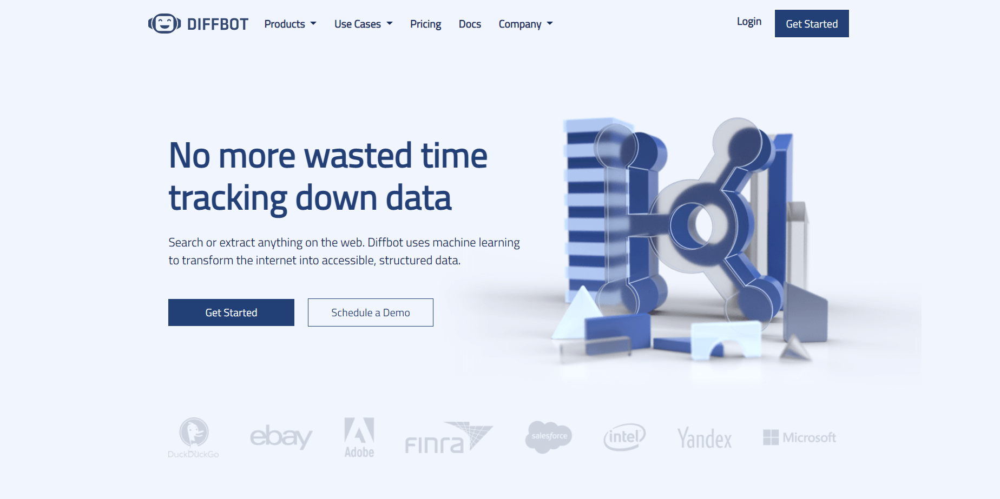 DIFFBOT Products Use Cases Pricing Docs Company Login Get Started
No more wasted time
tracking down data
Search or extract anything on the web. Diffbot uses machine learning
to transform the internet into accessible, structured data.
Get Started Schedule a Demo
DuckDuckGo ebay Adobe finra salesforce intel Yandex Microsoft